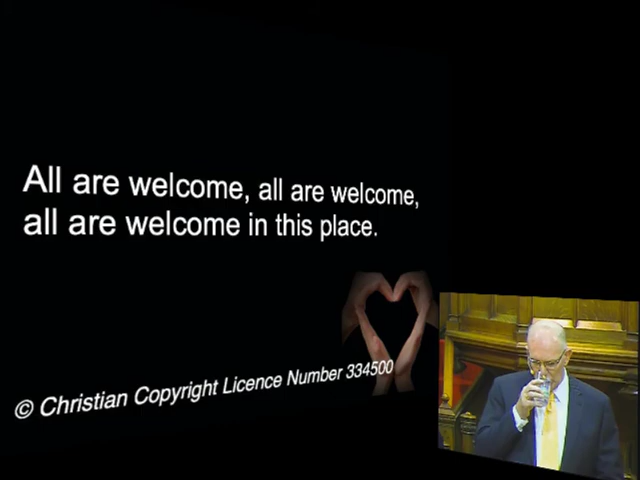 All are welcome, all are welcome,
all are welcome in this place.
© Christian Copyright Licence Number 334500